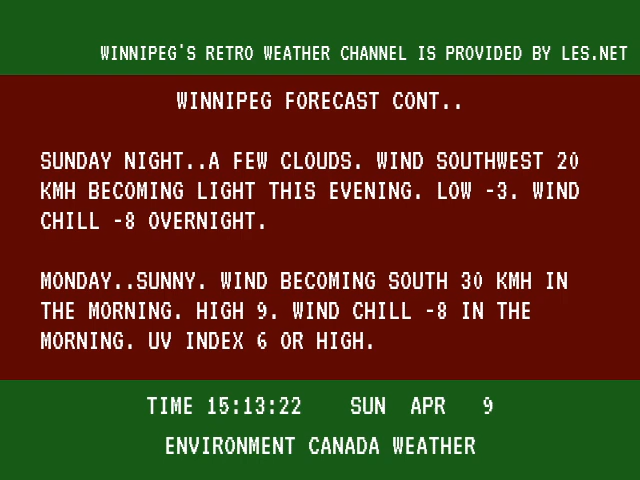 WINNIPEG'S RETRO WEATHER CHANNEL IS PROVIDED BY LES.NET
WINNIPEG FORECAST CONT..
SUNDAY NIGHT..A FEW CLOUDS. WIND SOUTHWEST 20
KMH BECOMING LIGHT THIS EVENING. LOW -3. WIND
CHILL -8 OVERNIGHT.
MONDAY..SUNNY. WIND BECOMING SOUTH 30 KMH IN
THE MORNING. HIGH 9. WIND CHILL -8 IN THE
MORNING. UV INDEX 6 OR HIGH.
TIME 15:13:22 SUN APR 9
ENVIRONMENT CANADA WEATHER